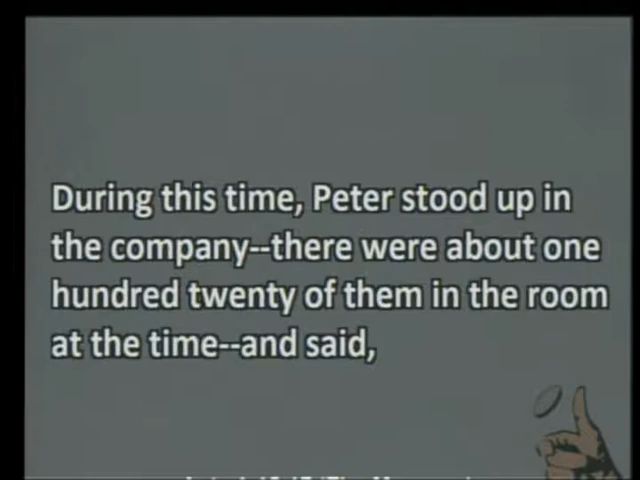 During this time, Peter stood up in
the company--there were about one
hundred twenty of them in the room
at the time--and said,